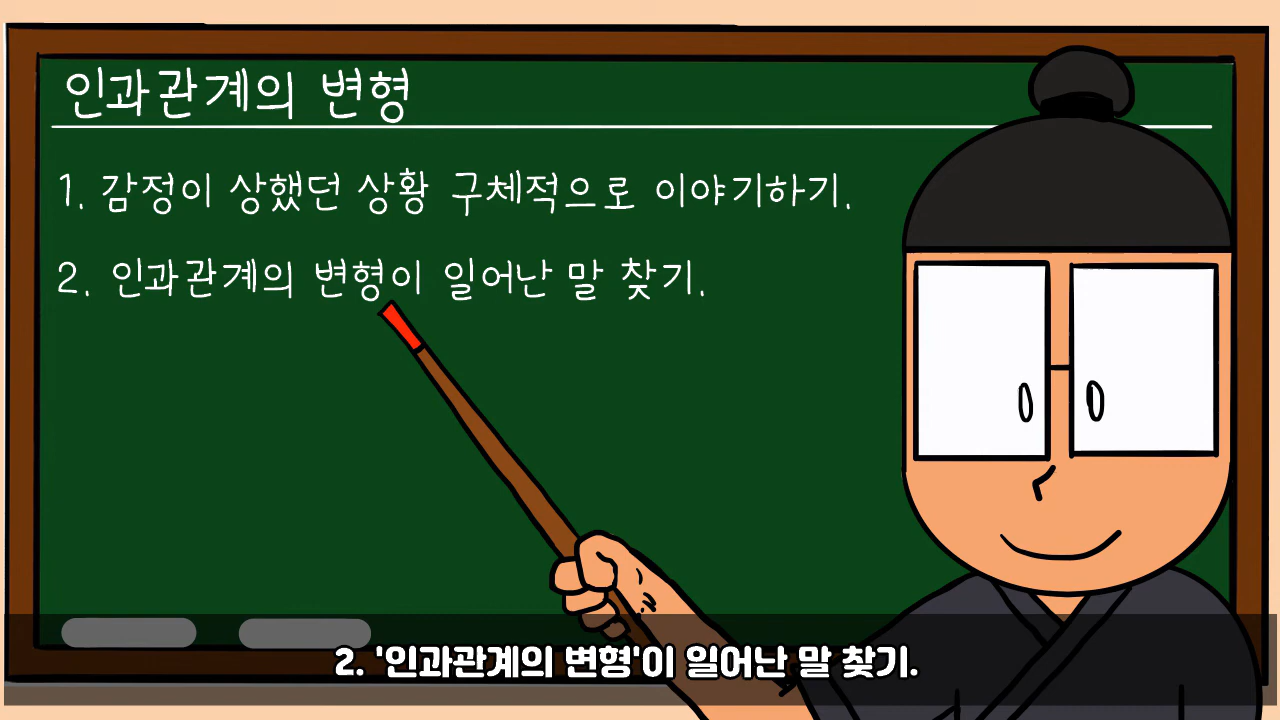 인과관계의 변형
1. 감정이 상했던 상황 구체적으로 이야기하기.
2. 인과관계의 변형이 일어난 말 찾기.
2. '인과관계의 변형'이 일어난 말 찾기.